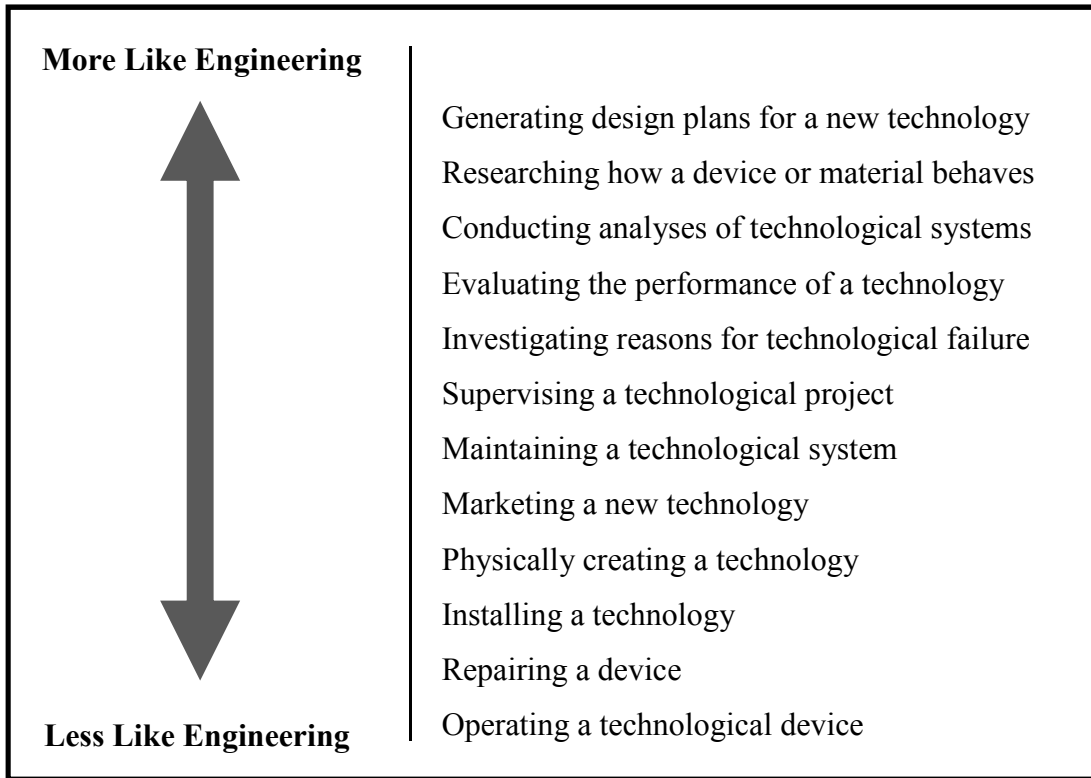 More Like Engineering
Generating design plans for a new technology
Researching how a device or material behaves
Conducting analyses of technological systems
Evaluating the performance of a technology
Investigating reasons for technological failure
Supervising a technological project
Maintaining a technological system
Marketing a new technology
Physically creating a technology
Installing a technology
Repairing a device
Operating a technological device
Less Like Engineering